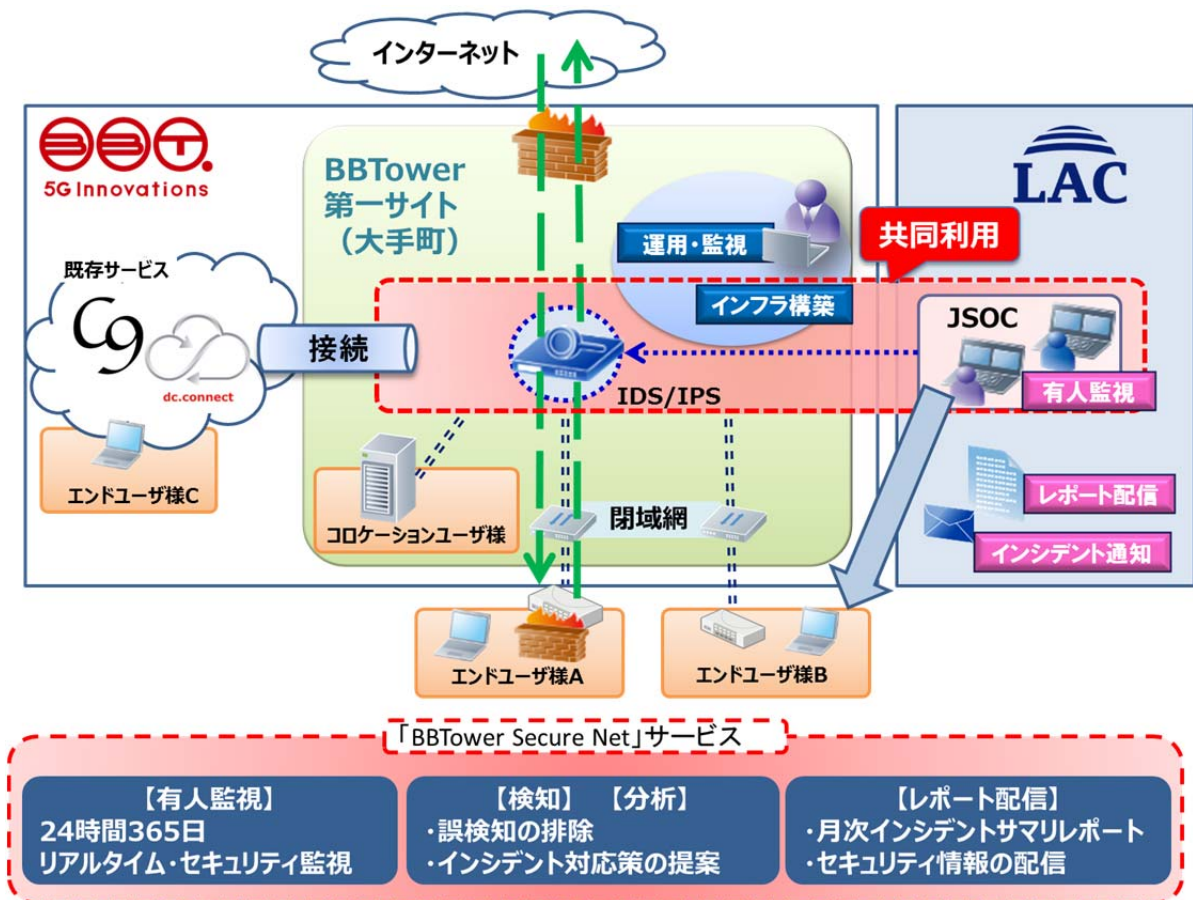 インターネット
BBT.
5G Innovations
BBTower
第一サイト
(大手町)
LAC
運用・監視
共同利用
既存サービス
C9
dc.connect
接続
インフラ構築
JSOC
IDS/IPS
有人監視
エンドユーザ様C
コロケーションユーザ様
閉域網
レポート配信
インシデント通知
エンドユーザ様A
エンドユーザ様B
「BBTower Secure Net」サービス
【有人監視】
24時間365日
リアルタイム・セキュリティ監視
【検知】 【分析】
・誤検知の排除
・インシデント対応策の提案
【レポート配信】
・月次インシデントサマリレポート
・セキュリティ情報の配信